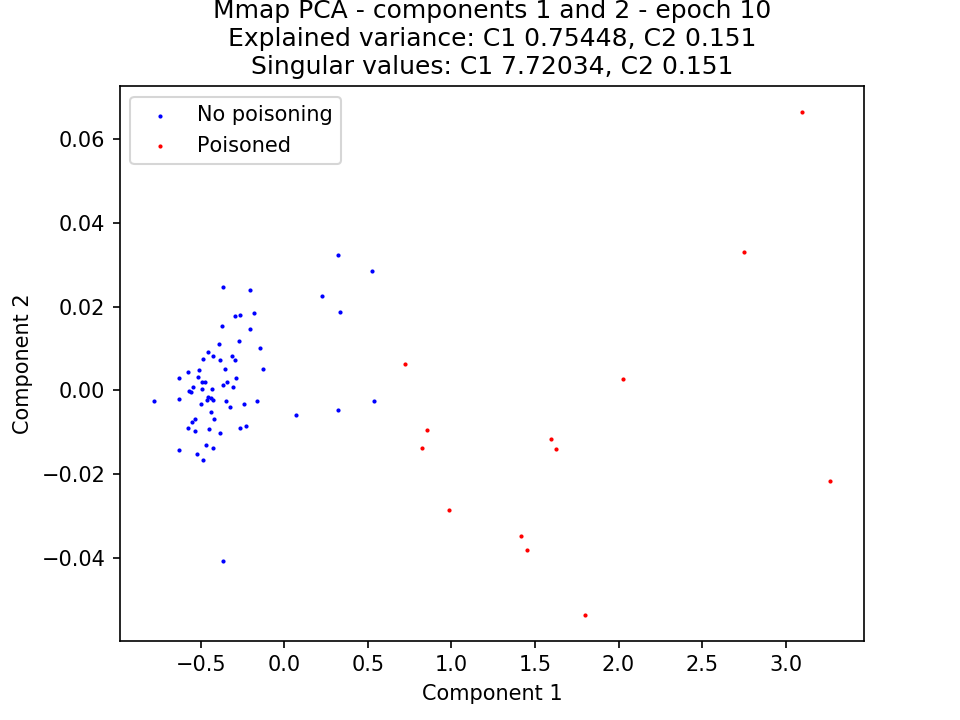 Mmap PCA - components 1 and 2 - epoch 10
Explained variance: C1 0.75448, C2 0.151
Singular values: C1 7.72034, C2 0.151
No poisoning
Poisoned
0.06
0.04
0.02
0.00
−0.02
−0.04
Component 2
−0.5
0.0
0.5
1.0
1.5
2.0
2.5
3.0
Component 1